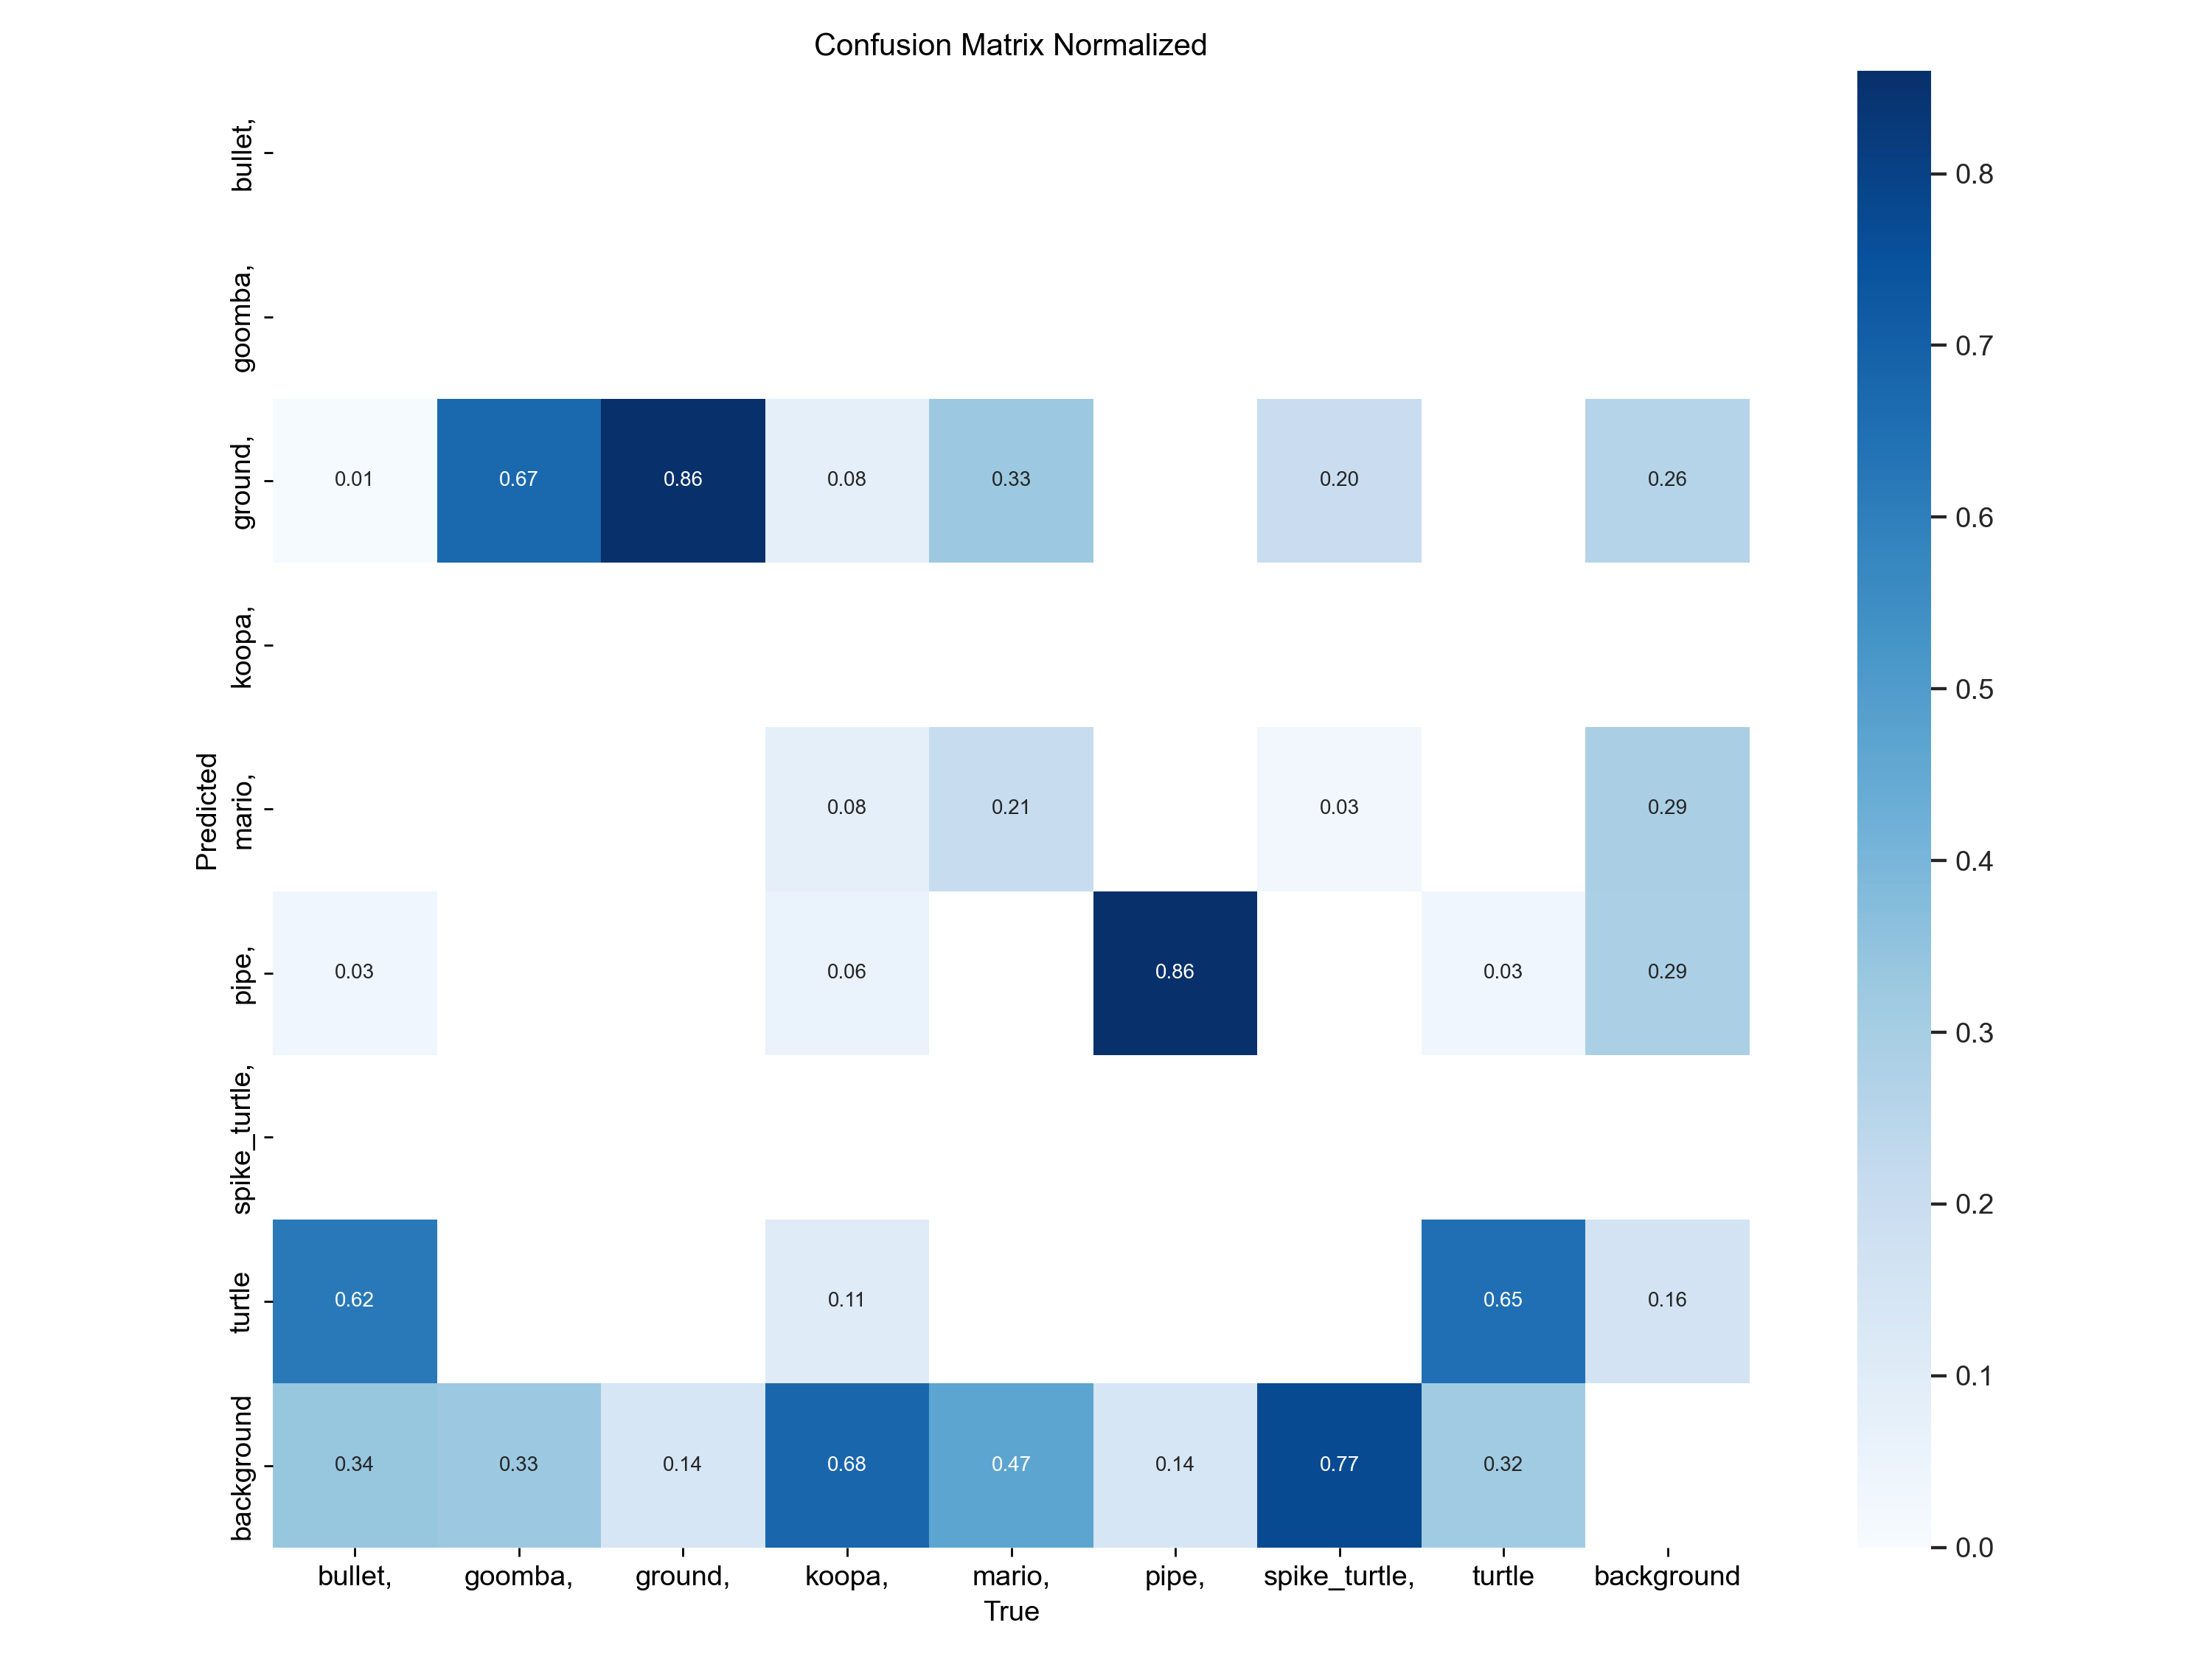 Confusion Matrix Normalized
Predicted
bullet,
goomba,
ground,
0.01 0.67 0.86 0.08 0.33 0.20 0.26
koopa,
mario,
0.08 0.21 0.03 0.29
pipe,
0.03 0.06 0.86 0.03 0.29
spike_turtle,
turtle
0.62 0.11 0.65 0.16
background
0.34 0.33 0.14 0.68 0.47 0.14 0.77 0.32
bullet, goomba, ground, koopa, mario, pipe, spike_turtle, turtle background
True
0.8
0.7
0.6
0.5
0.4
0.3
0.2
0.1
0.0